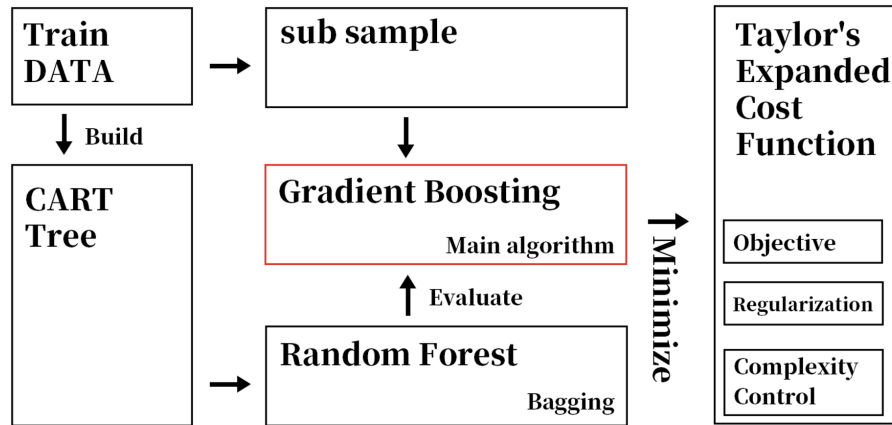 Train
DATA
sub sample
Taylor's
Expanded
Cost
Function
Build
CART
Tree
Gradient Boosting
Main algorithm
Minimize
Objective
Evaluate
Regularization
Random Forest
Bagging
Complexity
Control